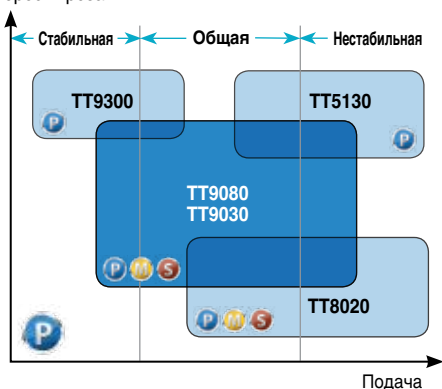 Стабильная Общая Нестабильная
TT9300 TT5130
P P
TT9080
TT9030
P M S
TT8020
P M S
P
Подача